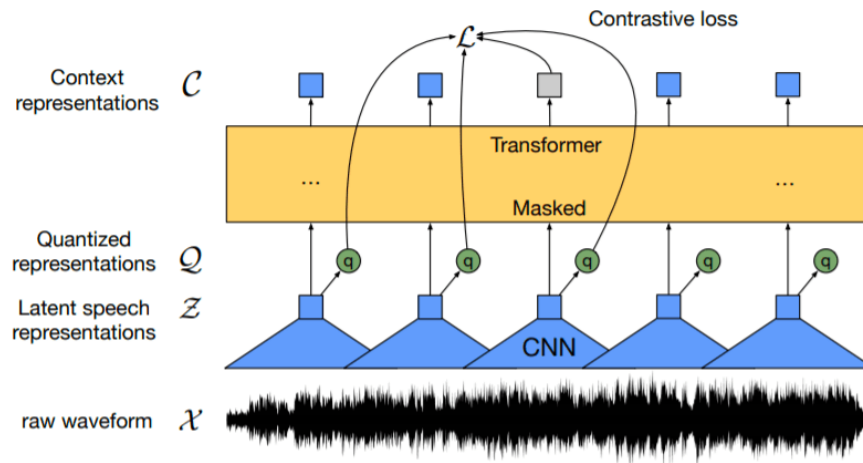 Contrastive loss
ℒ
Context
representations 𝒞
Transformer
... ...
Masked
Quantized
representations 𝒬
q q q q q
Latent speech
representations 𝒵
CNN
raw waveform 𝒳